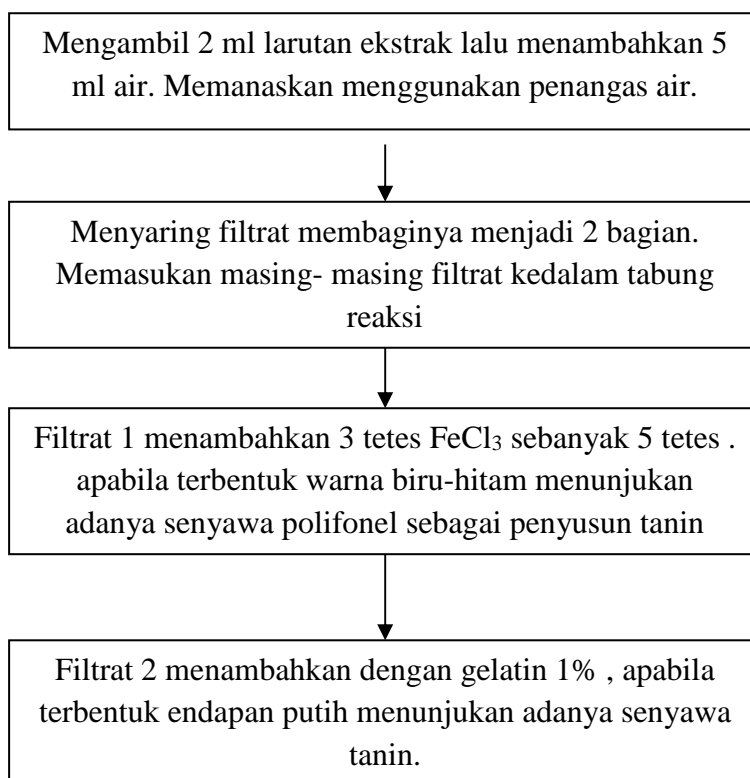 Mengambil 2 ml larutan ekstrak lalu menambahkan 5
ml air. Memanaskan menggunakan penangas air.
Menyaring filtrat membaginya menjadi 2 bagian.
Memasukan masing- masing filtrat kedalam tabung
reaksi
Filtrat 1 menambahkan 3 tetes FeCl₃ sebanyak 5 tetes .
apabila terbentuk warna biru-hitam menunjukan
adanya senyawa polifonel sebagai penyusun tanin
Filtrat 2 menambahkan dengan gelatin 1% , apabila
terbentuk endapan putih menunjukan adanya senyawa
tanin.